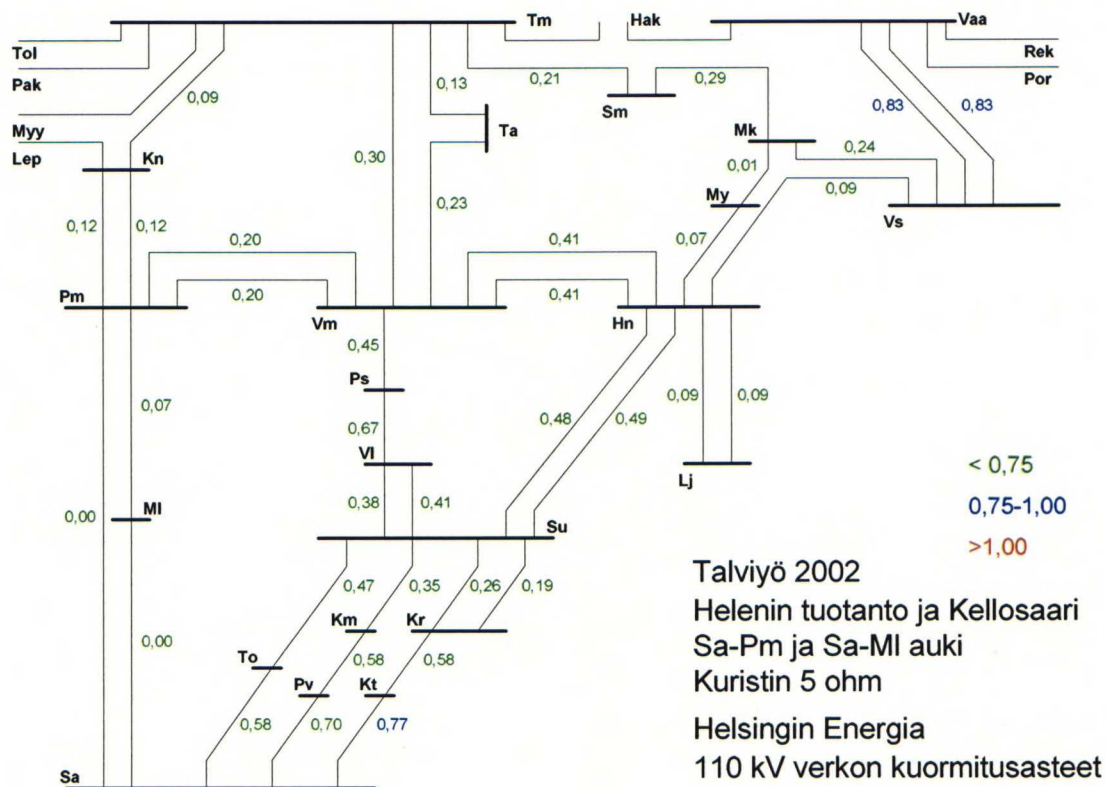 Tm Hak Vaa
Tol Rek
Pak 0,09 0,13 0,21 0,29 Por
Sm 0,83 0,83
Myy Ta Mk
Lep Kn 0,30 0,01 0,24
My 0,09
0,12 0,12 0,23 Vs
0,20 0,41 0,07
Pm 0,20 0,41
Vm Hn
0,45
Ps
0,07 0,48 0,49 0,09 0,09
0,67
Vl < 0,75
Lj
0,00 Ml 0,38 0,41 0,75-1,00
Su >1,00
0,47 0,35 0,26 0,19
Talviyö 2002
Helenin tuotanto ja Kellosaari
Km Kr
0,00 Sa-Pm ja Sa-Ml auki
To 0,58 0,58
Pv Kt Kuristin 5 ohm
0,58 0,70 0,77
Helsingin Energia
Sa
110 kV verkon kuormitusasteet